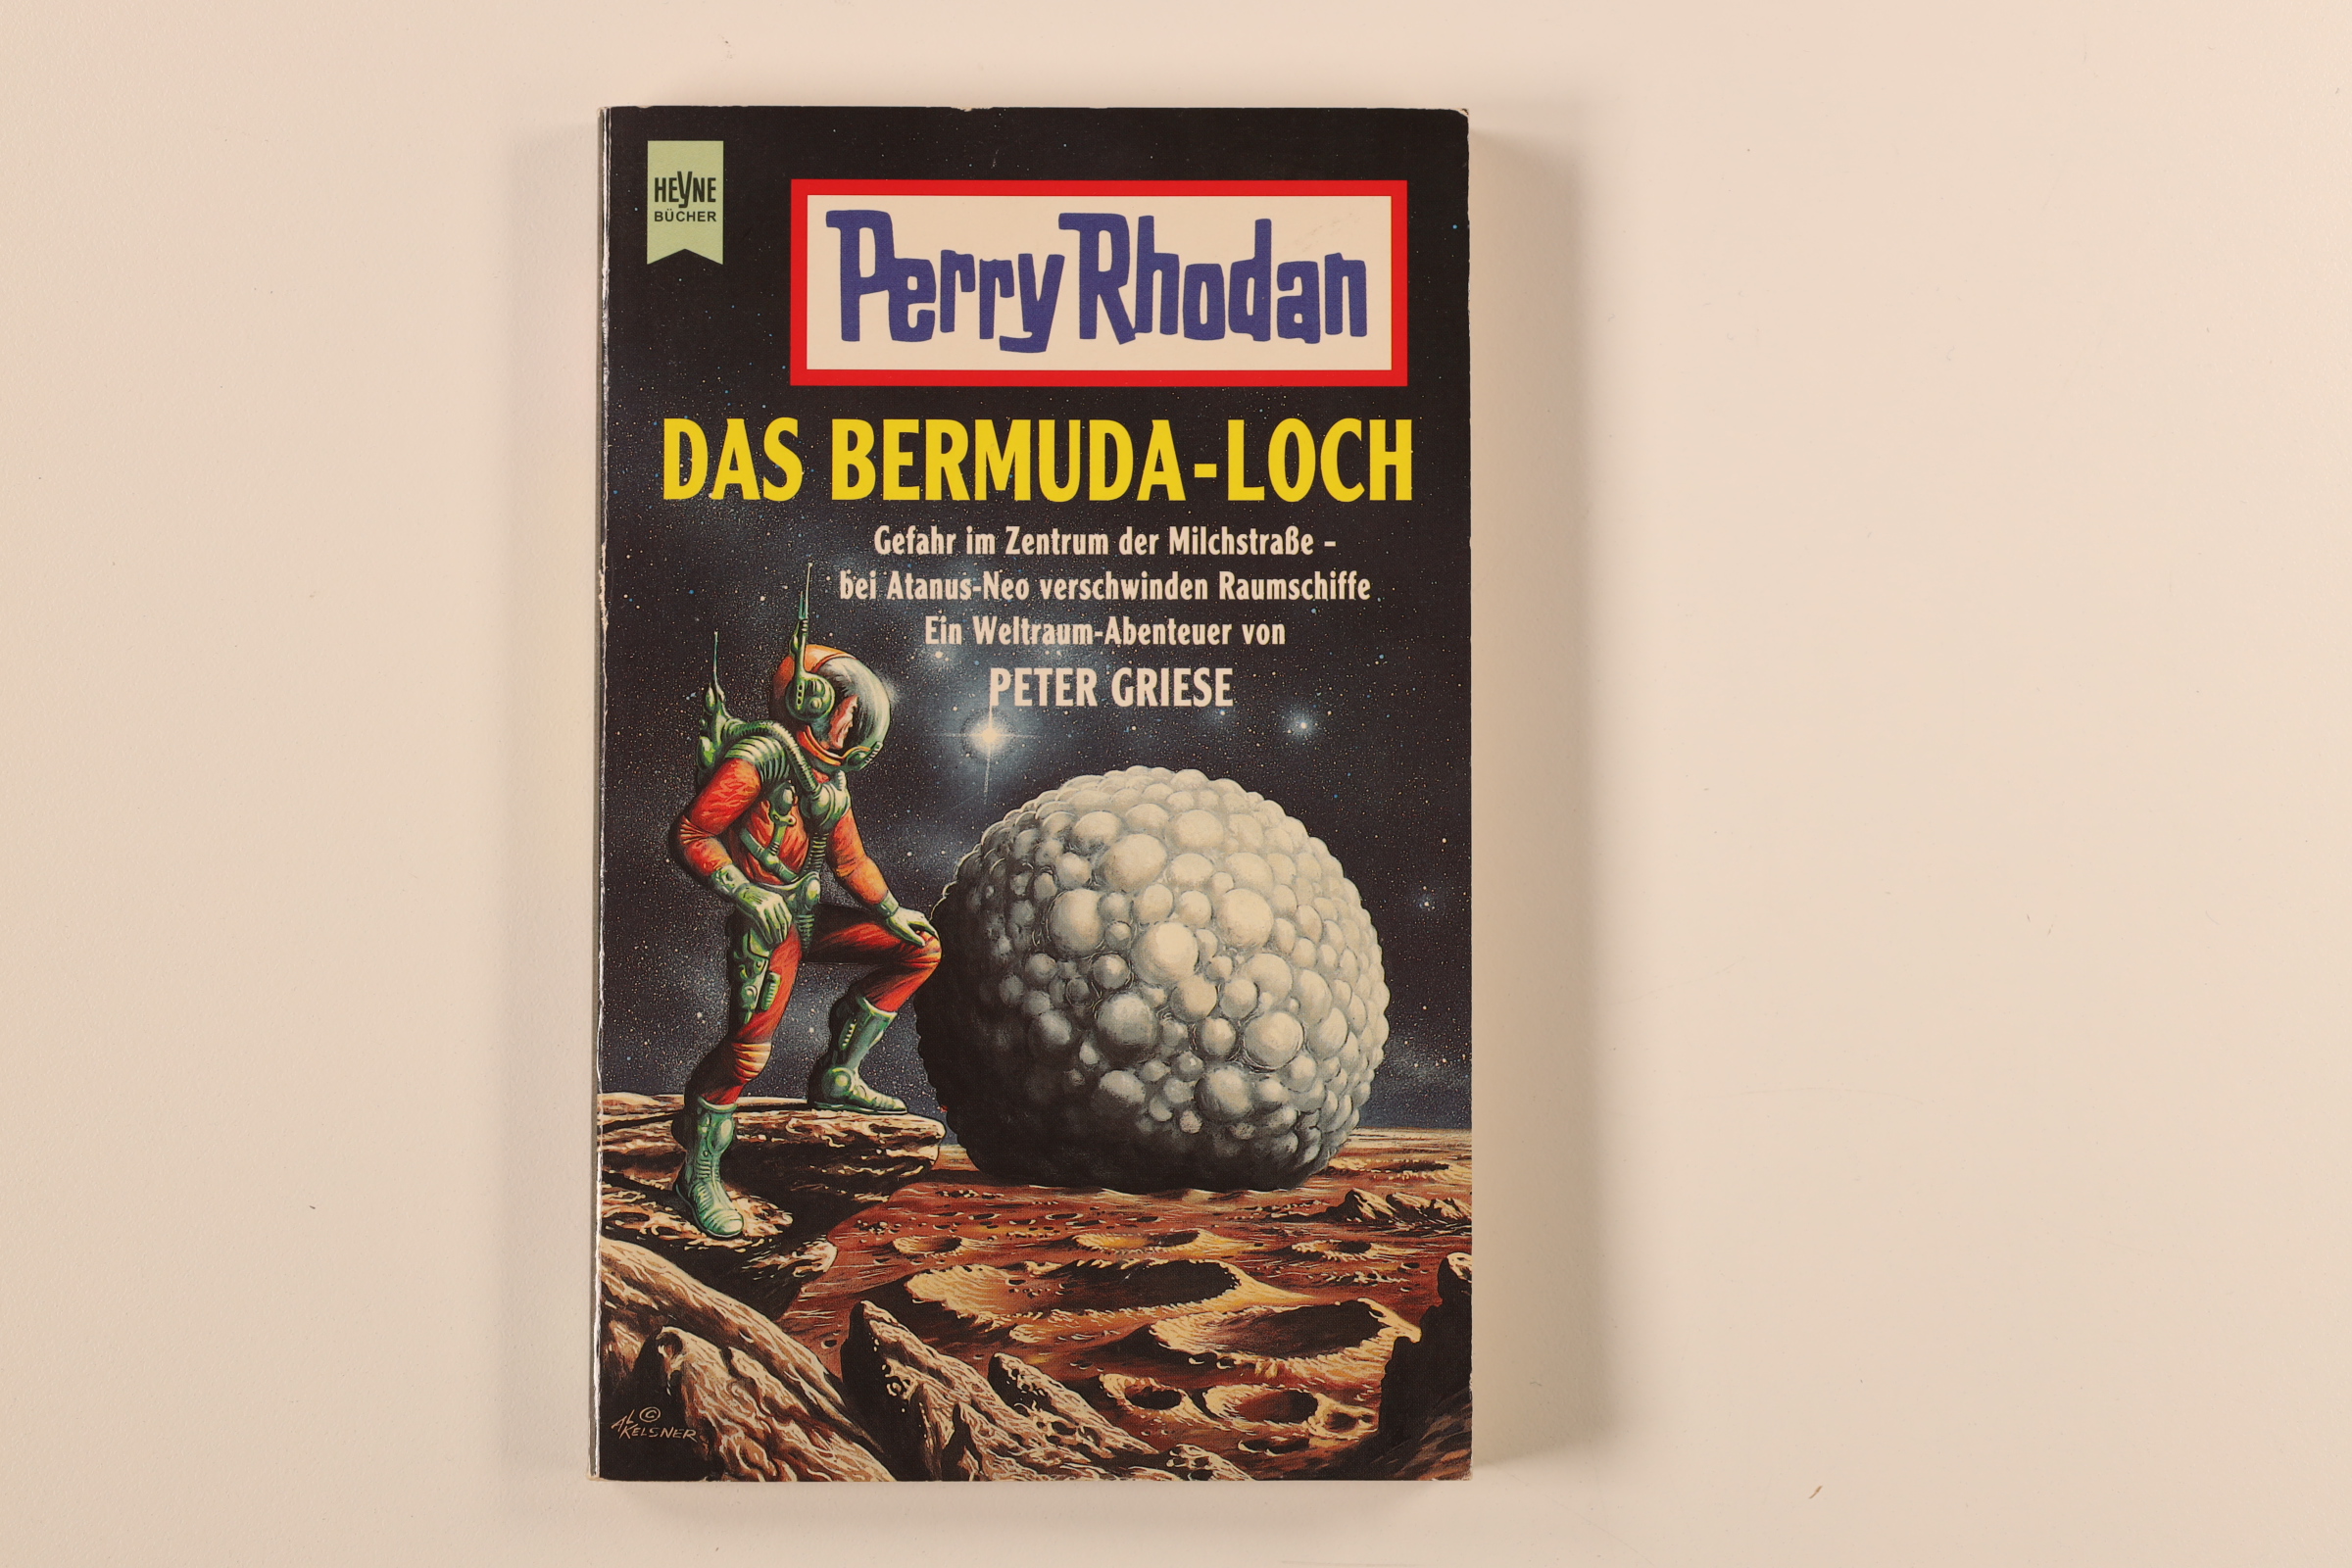 HEYNE
BÜCHER
Perry Rhodan
DAS BERMUDA-LOCH
Gefahr im Zentrum der Milchstraße –
bei Atanus-Neo verschwinden Raumschiffe
Ein Weltraum-Abenteuer von
PETER GRIESE
AL ©
KELSNER